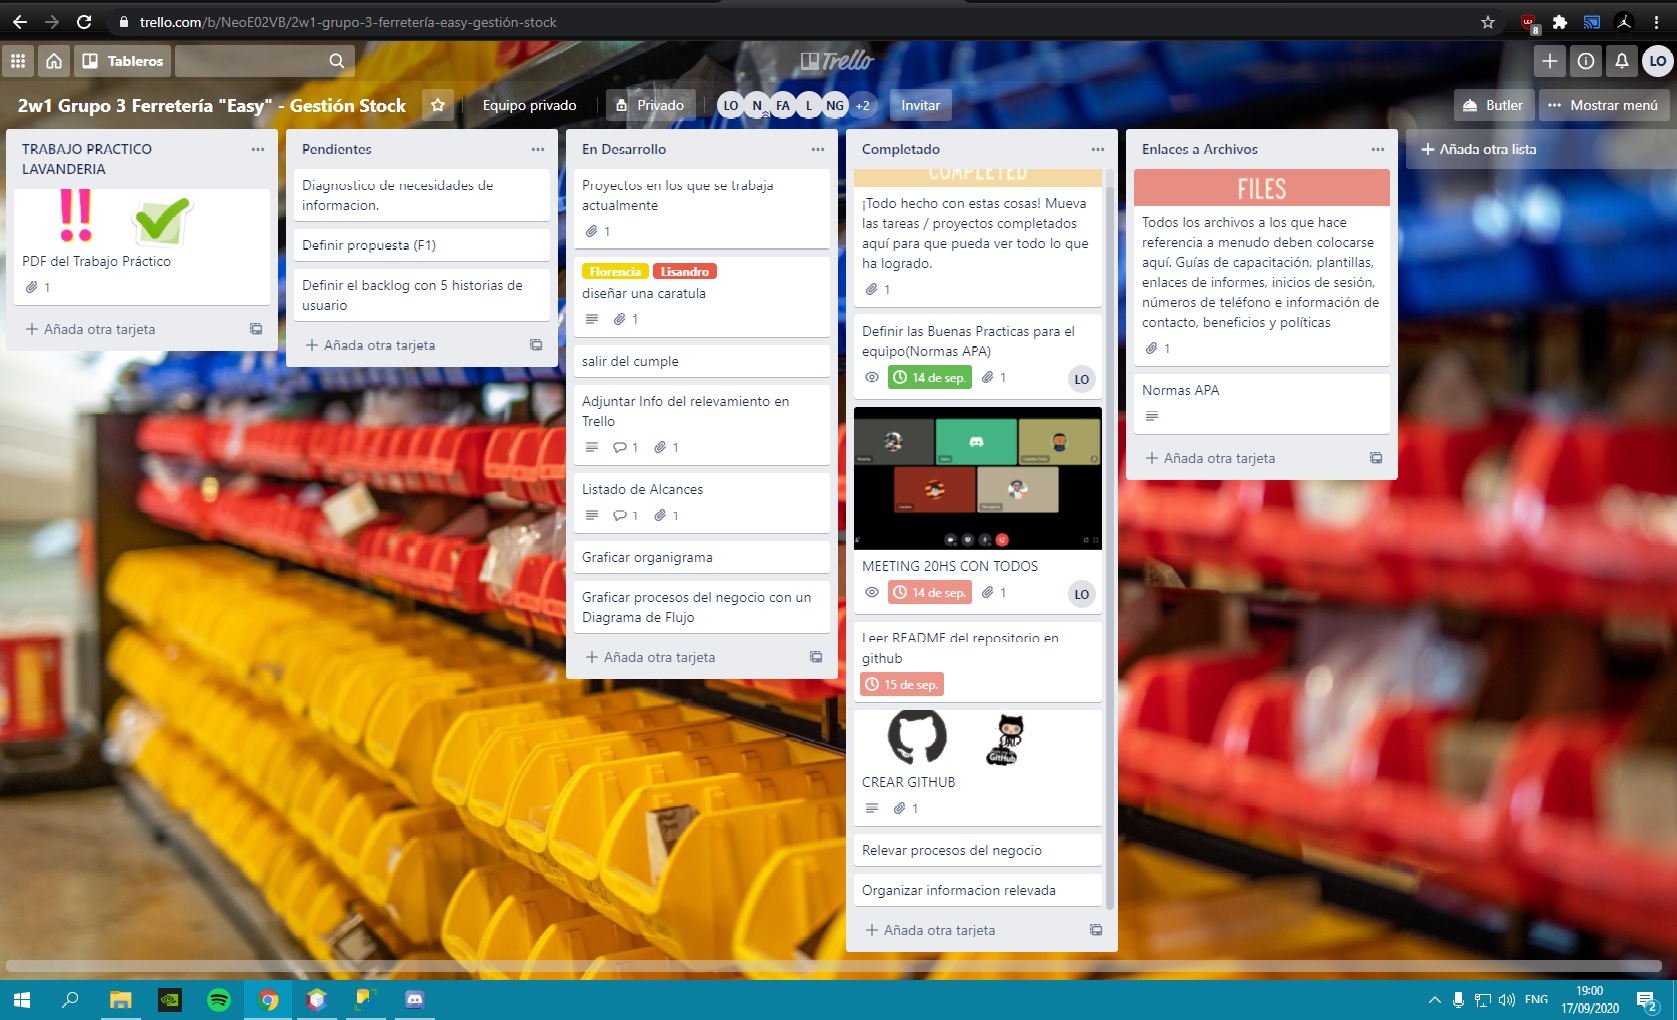 trello.com/b/NeoE02VB/2w1-grupo-3-ferretería-easy-gestión-stock
8
Tableros
Trello
LO
2w1 Grupo 3 Ferretería "Easy" - Gestión Stock
Equipo privado
Privado
LO N FA L NG +2
Invitar
Butler
Mostrar menú
TRABAJO PRACTICO
LAVANDERIA
PDF del Trabajo Práctico
1
Añada otra tarjeta
Pendientes
Diagnostico de necesidades de
informacion.
Definir propuesta (F1)
Definir el backlog con 5 historias de
usuario
Añada otra tarjeta
En Desarrollo
Proyectos en los que se trabaja
actualmente
1
Florencia Lisandro
diseñar una caratula
1
salir del cumple
Adjuntar Info del relevamiento en
Trello
1 1
Listado de Alcances
1 1
Graficar organigrama
Graficar procesos del negocio con un
Diagrama de Flujo
Añada otra tarjeta
Completado
COMPLETED
¡Todo hecho con estas cosas! Mueva
las tareas / proyectos completados
aquí para que pueda ver todo lo que
ha logrado.
1
Definir las Buenas Practicas para el
equipo(Normas APA)
14 de sep. 1
LO
MEETING 20HS CON TODOS
14 de sep. 1
LO
Leer README del repositorio en
github
15 de sep.
GitHub
CREAR GITHUB
1
Relevar procesos del negocio
Organizar informacion relevada
Añada otra tarjeta
Enlaces a Archivos
FILES
Todos los archivos a los que hace
referencia a menudo deben colocarse
aquí. Guías de capacitación, plantillas,
enlaces de informes, inicios de sesión,
números de teléfono e información de
contacto, beneficios y políticas
1
Normas APA
Añada otra tarjeta
Añada otra lista
ENG
19:00
17/09/2020
2